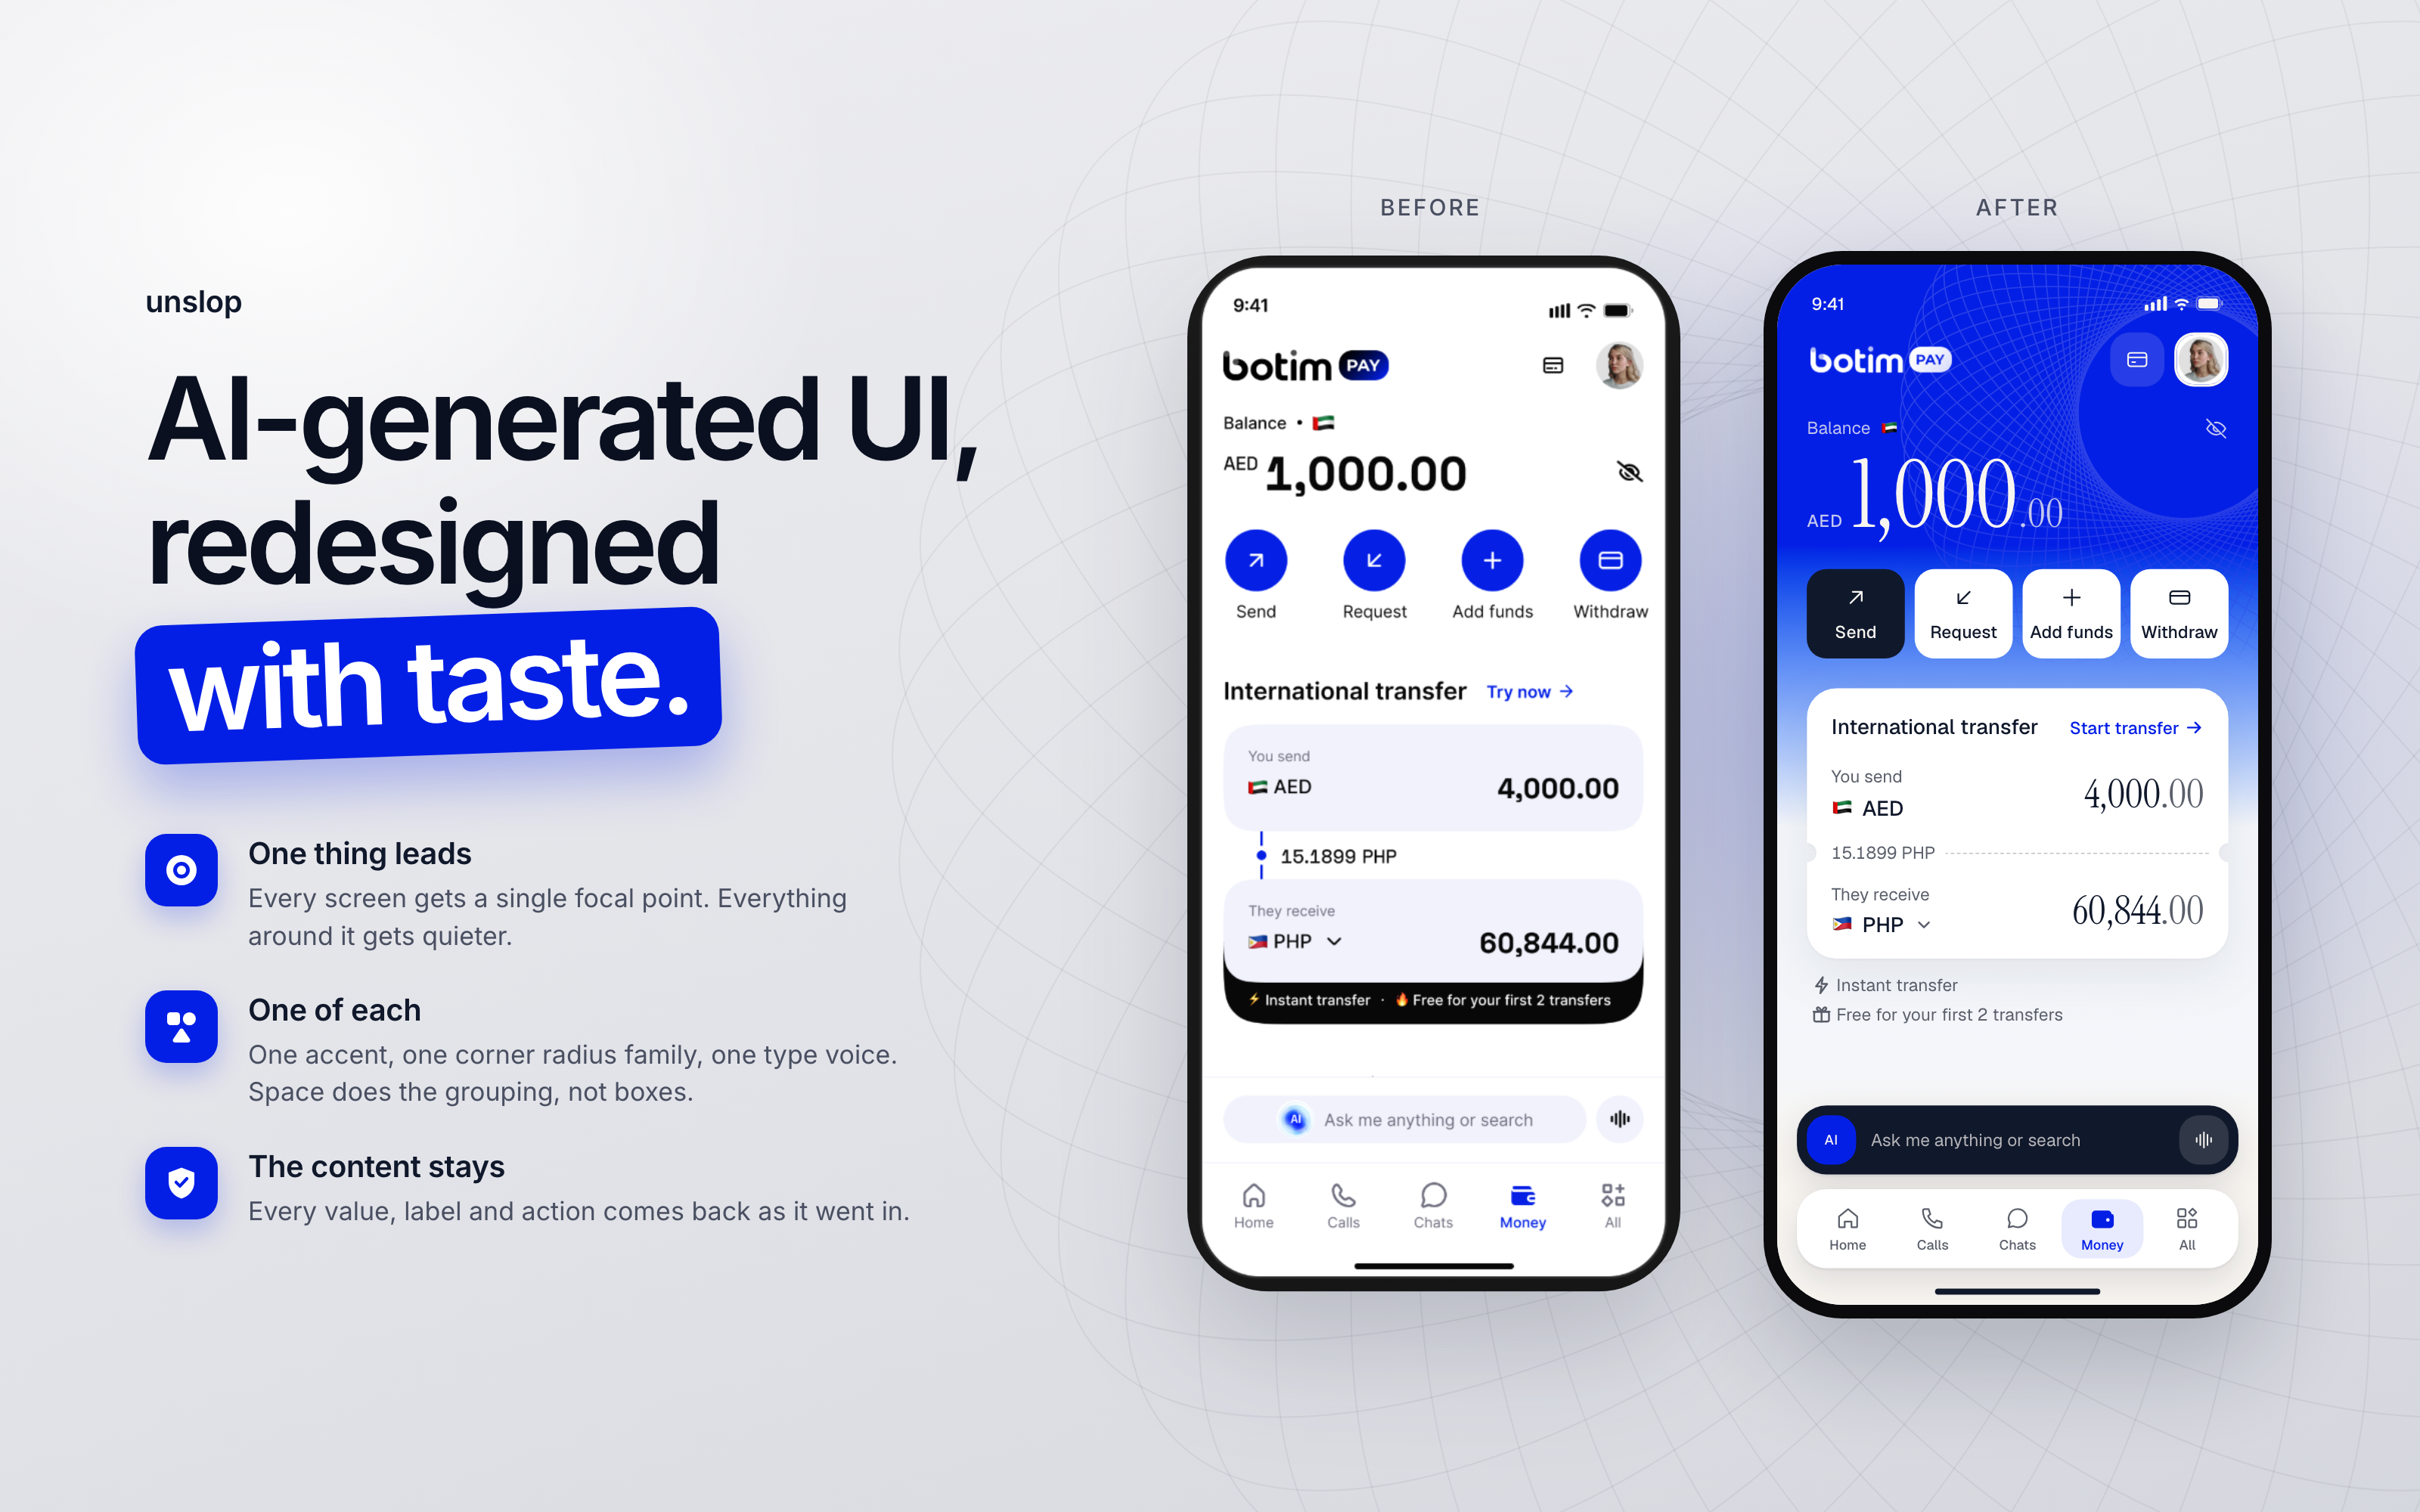 unslop
AI-generated UI,
redesigned
with taste.
One thing leads
Every screen gets a single focal point. Everything
around it gets quieter.
One of each
One accent, one corner radius family, one type voice.
Space does the grouping, not boxes.
The content stays
Every value, label and action comes back as it went in.
BEFORE
9:41
botim PAY
Balance •
AED 1,000.00
Send Request Add funds Withdraw
International transfer Try now →
You send
AED 4,000.00
15.1899 PHP
They receive
PHP 60,844.00
Instant transfer · Free for your first 2 transfers
AI Ask me anything or search
Home Calls Chats Money All
AFTER
9:41
botim PAY
Balance
AED 1,000.00
Send Request Add funds Withdraw
International transfer Start transfer →
You send
AED 4,000.00
15.1899 PHP
They receive
PHP 60,844.00
Instant transfer
Free for your first 2 transfers
AI Ask me anything or search
Home Calls Chats Money All